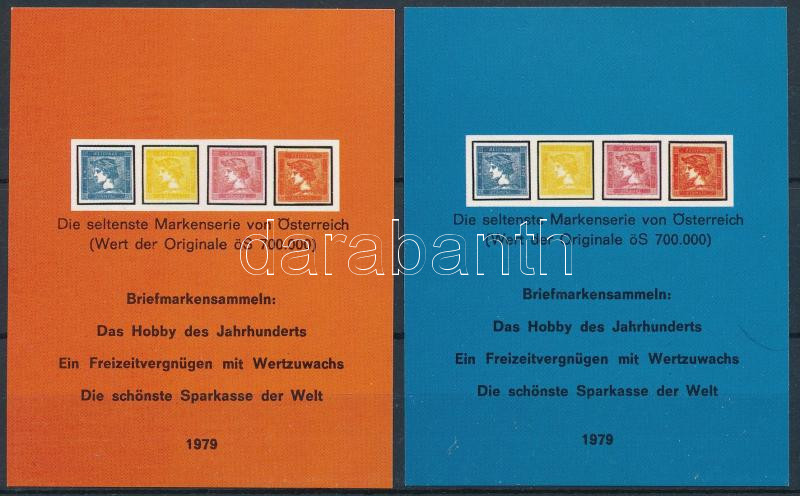 Die seltenste Markenserie von Österreich
(Wert der Originale öS 700.000)
Briefmarkensammeln:
Das Hobby des Jahrhunderts
Ein Freizeitvergnügen mit Wertzuwachs
Die schönste Sparkasse der Welt
1979
Die seltenste Markenserie von Österreich
(Wert der Originale öS 700.000)
Briefmarkensammeln:
Das Hobby des Jahrhunderts
Ein Freizeitvergnügen mit Wertzuwachs
Die schönste Sparkasse der Welt
1979
darabanth